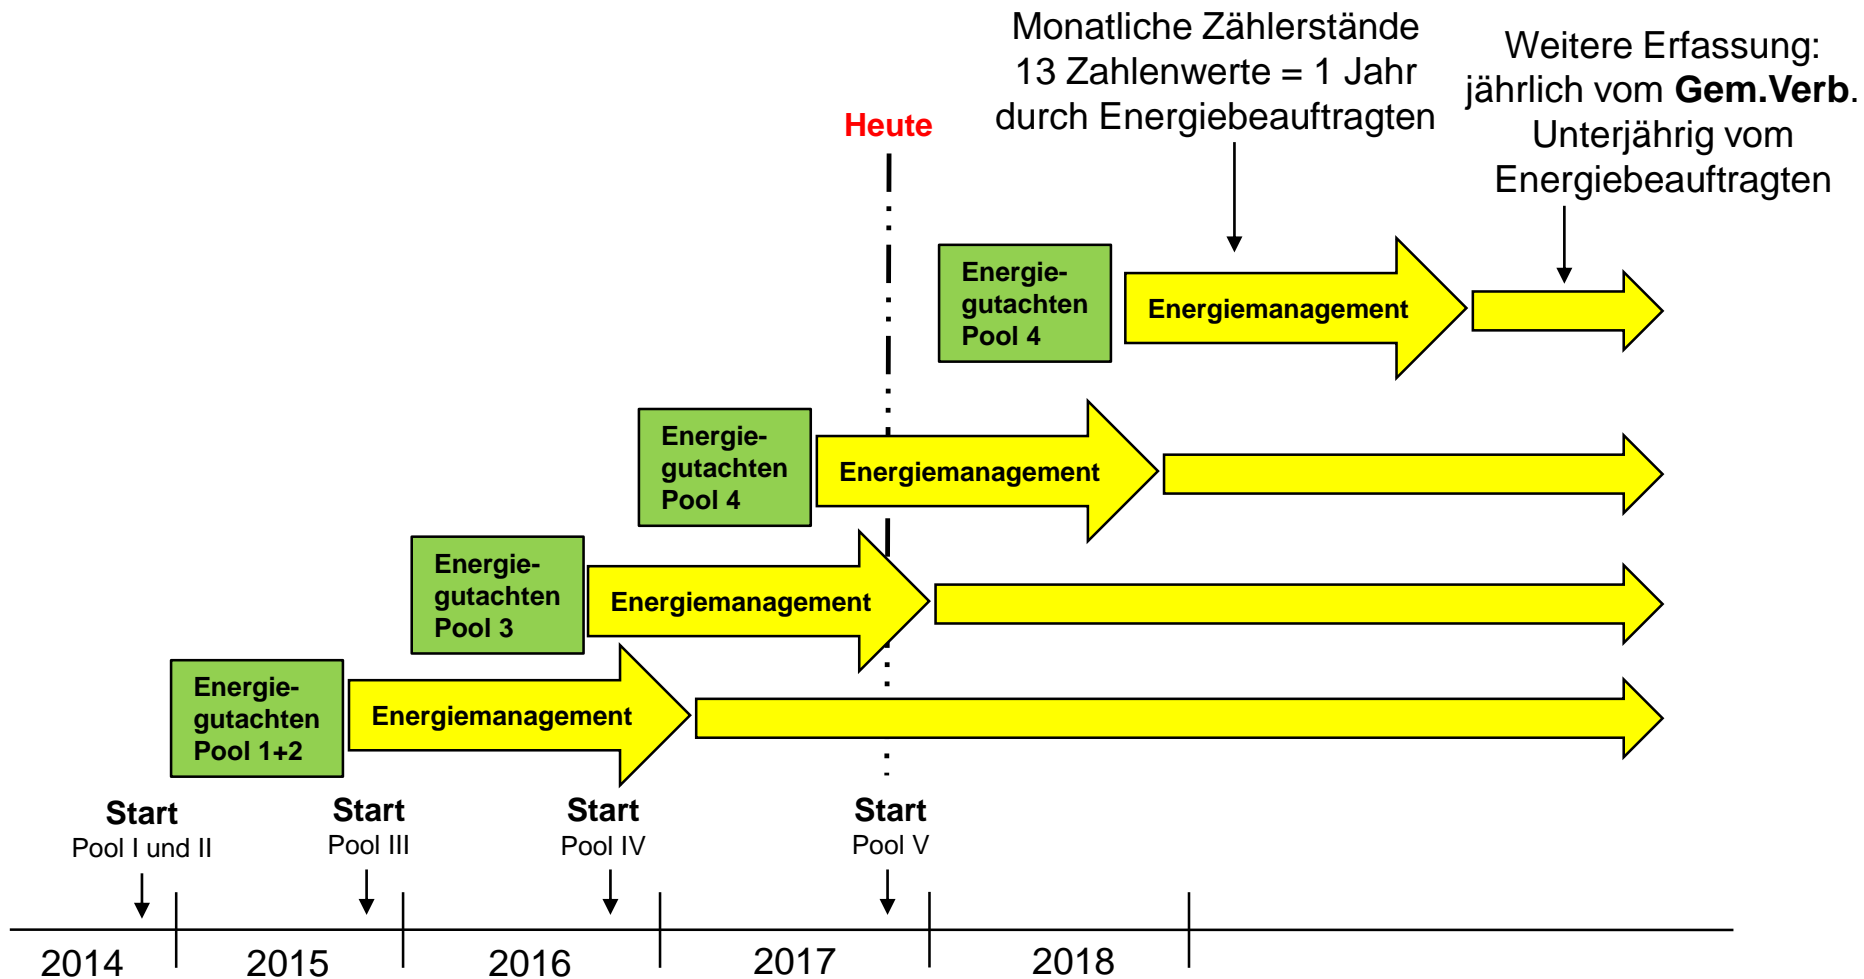 Monatliche Zählerstände
13 Zahlenwerte = 1 Jahr
durch Energiebeauftragten
Weitere Erfassung:
jährlich vom Gem.Verb.
Unterjährig vom
Energiebeauftragten
Heute
Energie-
gutachten
Pool 4
Energiemanagement
Energie-
gutachten
Pool 4
Energiemanagement
Energie-
gutachten
Pool 3
Energiemanagement
Energie-
gutachten
Pool 1+2
Energiemanagement
Start
Pool I und II
Start
Pool III
Start
Pool IV
Start
Pool V
2014
2015
2016
2017
2018